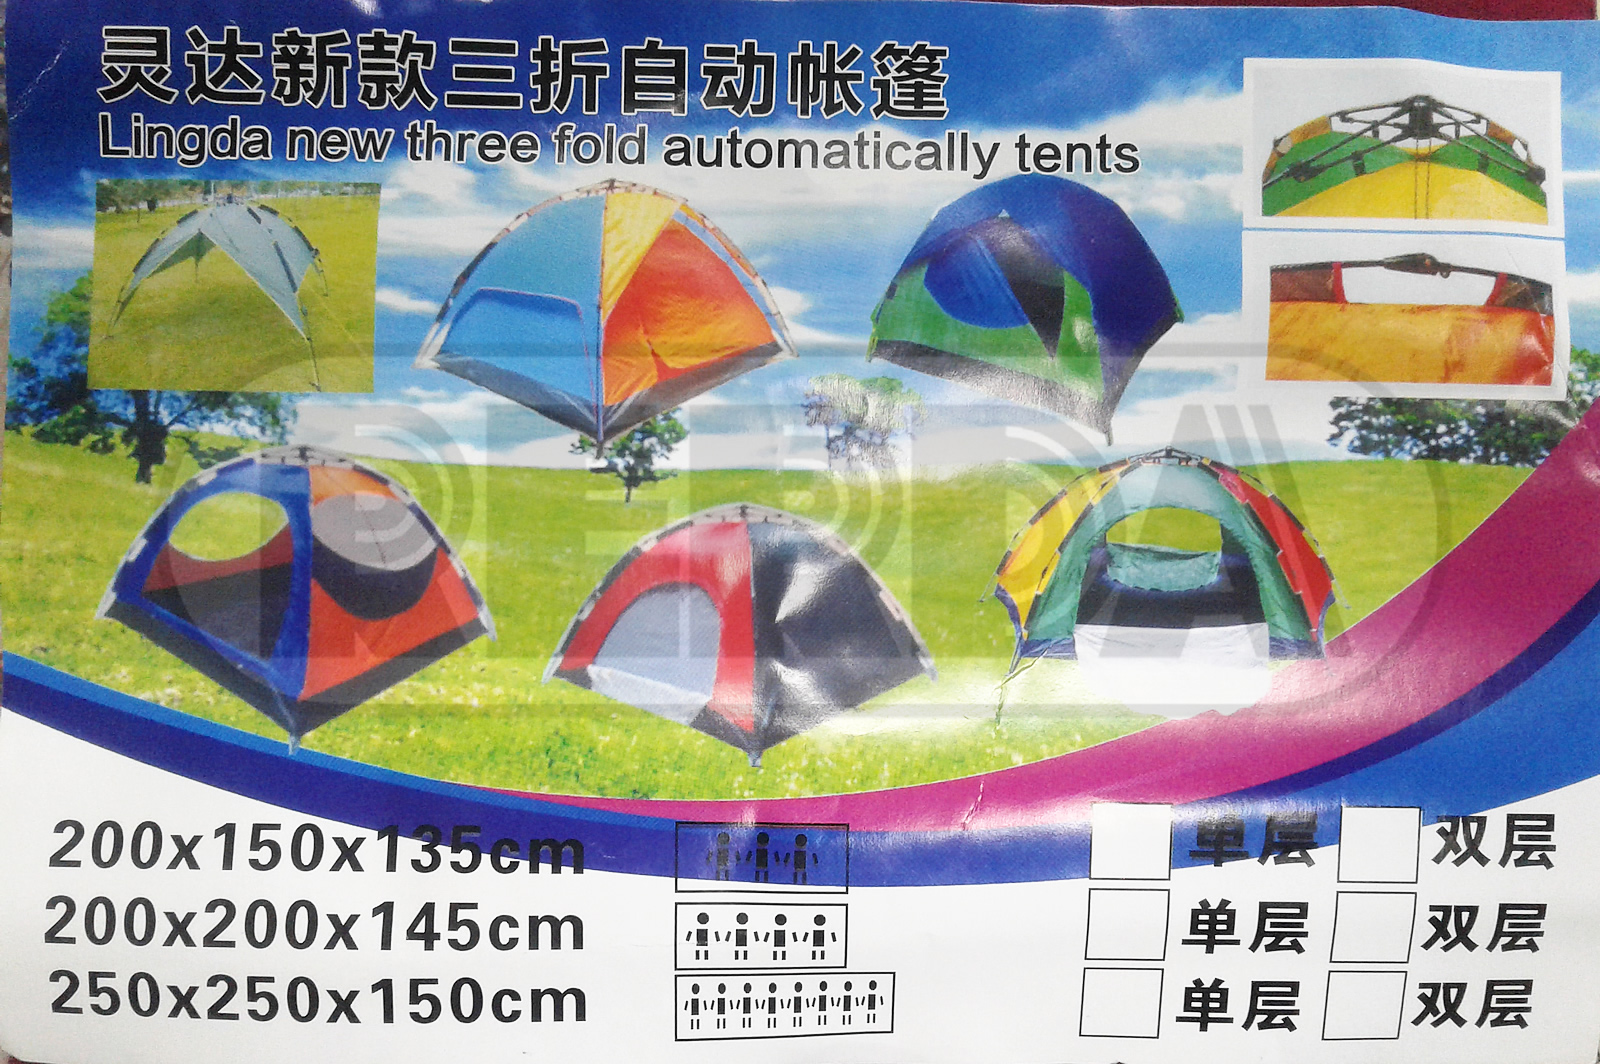 灵达新款三折自动帐篷
Lingda new three fold automatically tents
200x150x135cm 单层 双层
200x200x145cm 单层 双层
250x250x150cm 单层 双层